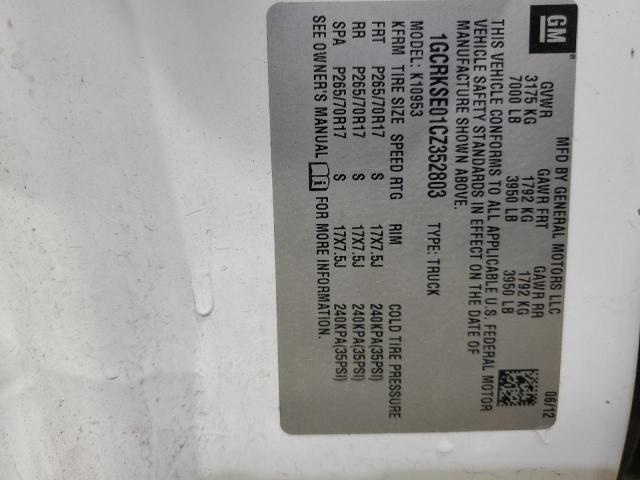 GM
MFD BY GENERAL MOTORS LLC 06/12
GVWR GAWR FRT GAWR RR
3175 KG 1792 KG 1792 KG
7000 LB 3950 LB 3950 LB
THIS VEHICLE CONFORMS TO ALL APPLICABLE U.S. FEDERAL MOTOR
VEHICLE SAFETY STANDARDS IN EFFECT ON THE DATE OF
MANUFACTURE SHOWN ABOVE.
1GCRKSE01CZ352803 TYPE: TRUCK
MODEL: K10953
KFRM TIRE SIZE SPEED RTG RIM COLD TIRE PRESSURE
FRT P265/70R17 S 17X7.5J 240KPA(35PSI)
RR P265/70R17 S 17X7.5J 240KPA(35PSI)
SPA P265/70R17 S 17X7.5J 240KPA(35PSI)
SEE OWNER'S MANUAL i FOR MORE INFORMATION.